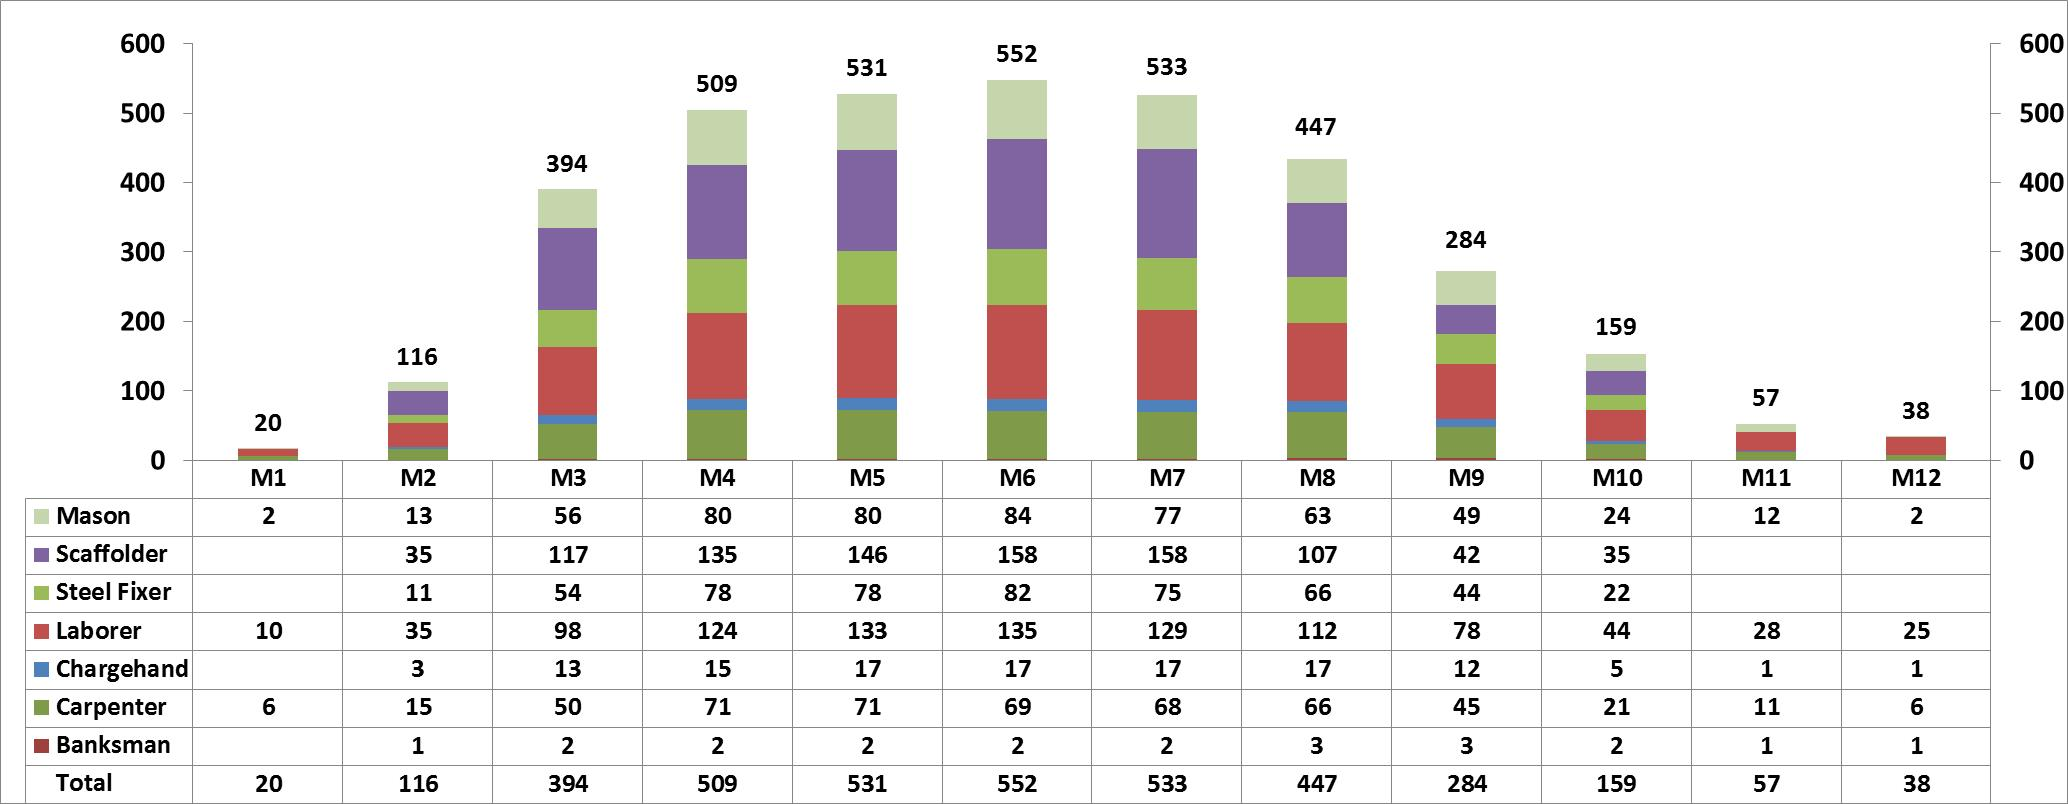 600 600
552
531 533
509
500 500
447
394
400 400
300 284 300
200 159 200
116
100 57 100
20 38
0 0
M1 M2 M3 M4 M5 M6 M7 M8 M9 M10 M11 M12
Mason 2 13 56 80 80 84 77 63 49 24 12 2
Scaffolder 35 117 135 146 158 158 107 42 35
Steel Fixer 11 54 78 78 82 75 66 44 22
Laborer 10 35 98 124 133 135 129 112 78 44 28 25
Chargehand 3 13 15 17 17 17 17 12 5 1 1
Carpenter 6 15 50 71 71 69 68 66 45 21 11 6
Banksman 1 2 2 2 2 2 3 3 2 1 1
Total 20 116 394 509 531 552 533 447 284 159 57 38